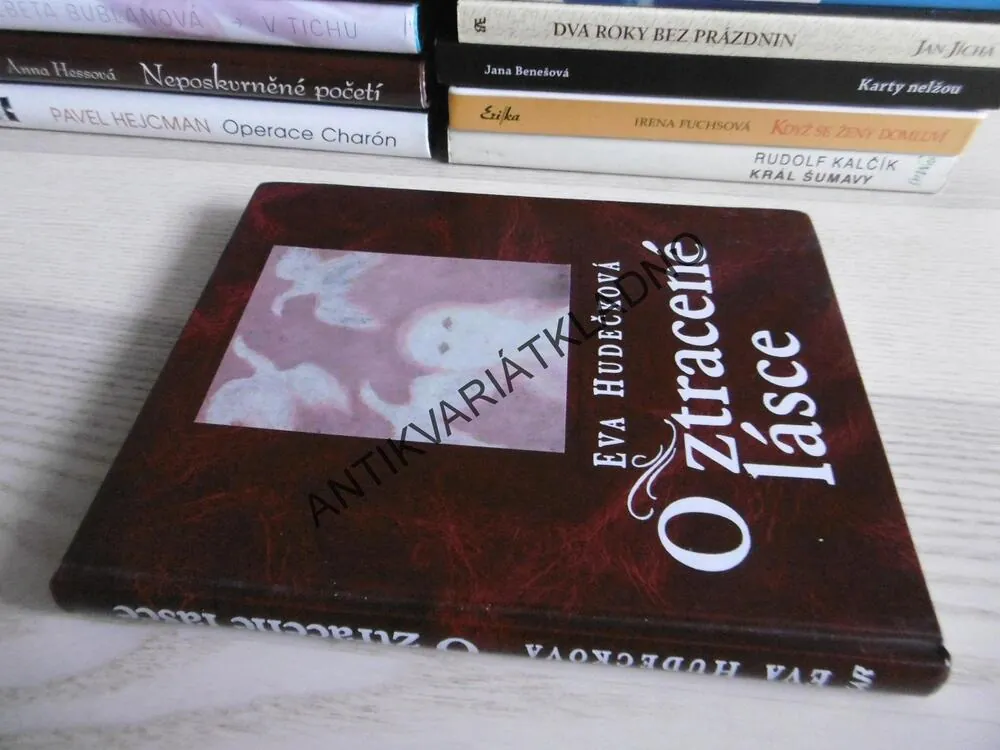 BUBLANOVÁ V TICHU
Anna Hessová Neposkvrněné početí
PAVEL HEJCMAN Operace Charón
DVA ROKY BEZ PRÁZDNIN JAN JÍCHA
Jana Benešová Karty nelžou
Erika IRENA FUCHSOVÁ KDYŽ SE ŽENY DOMLUVÍ
RUDOLF KALČÍK
KRÁL ŠUMAVY
EVA HUDEČKOVÁ
O ztracené
lásce
ANTIKVARIÁTKLADNO
EVA HUDEČKOVÁ O ztracené lásce